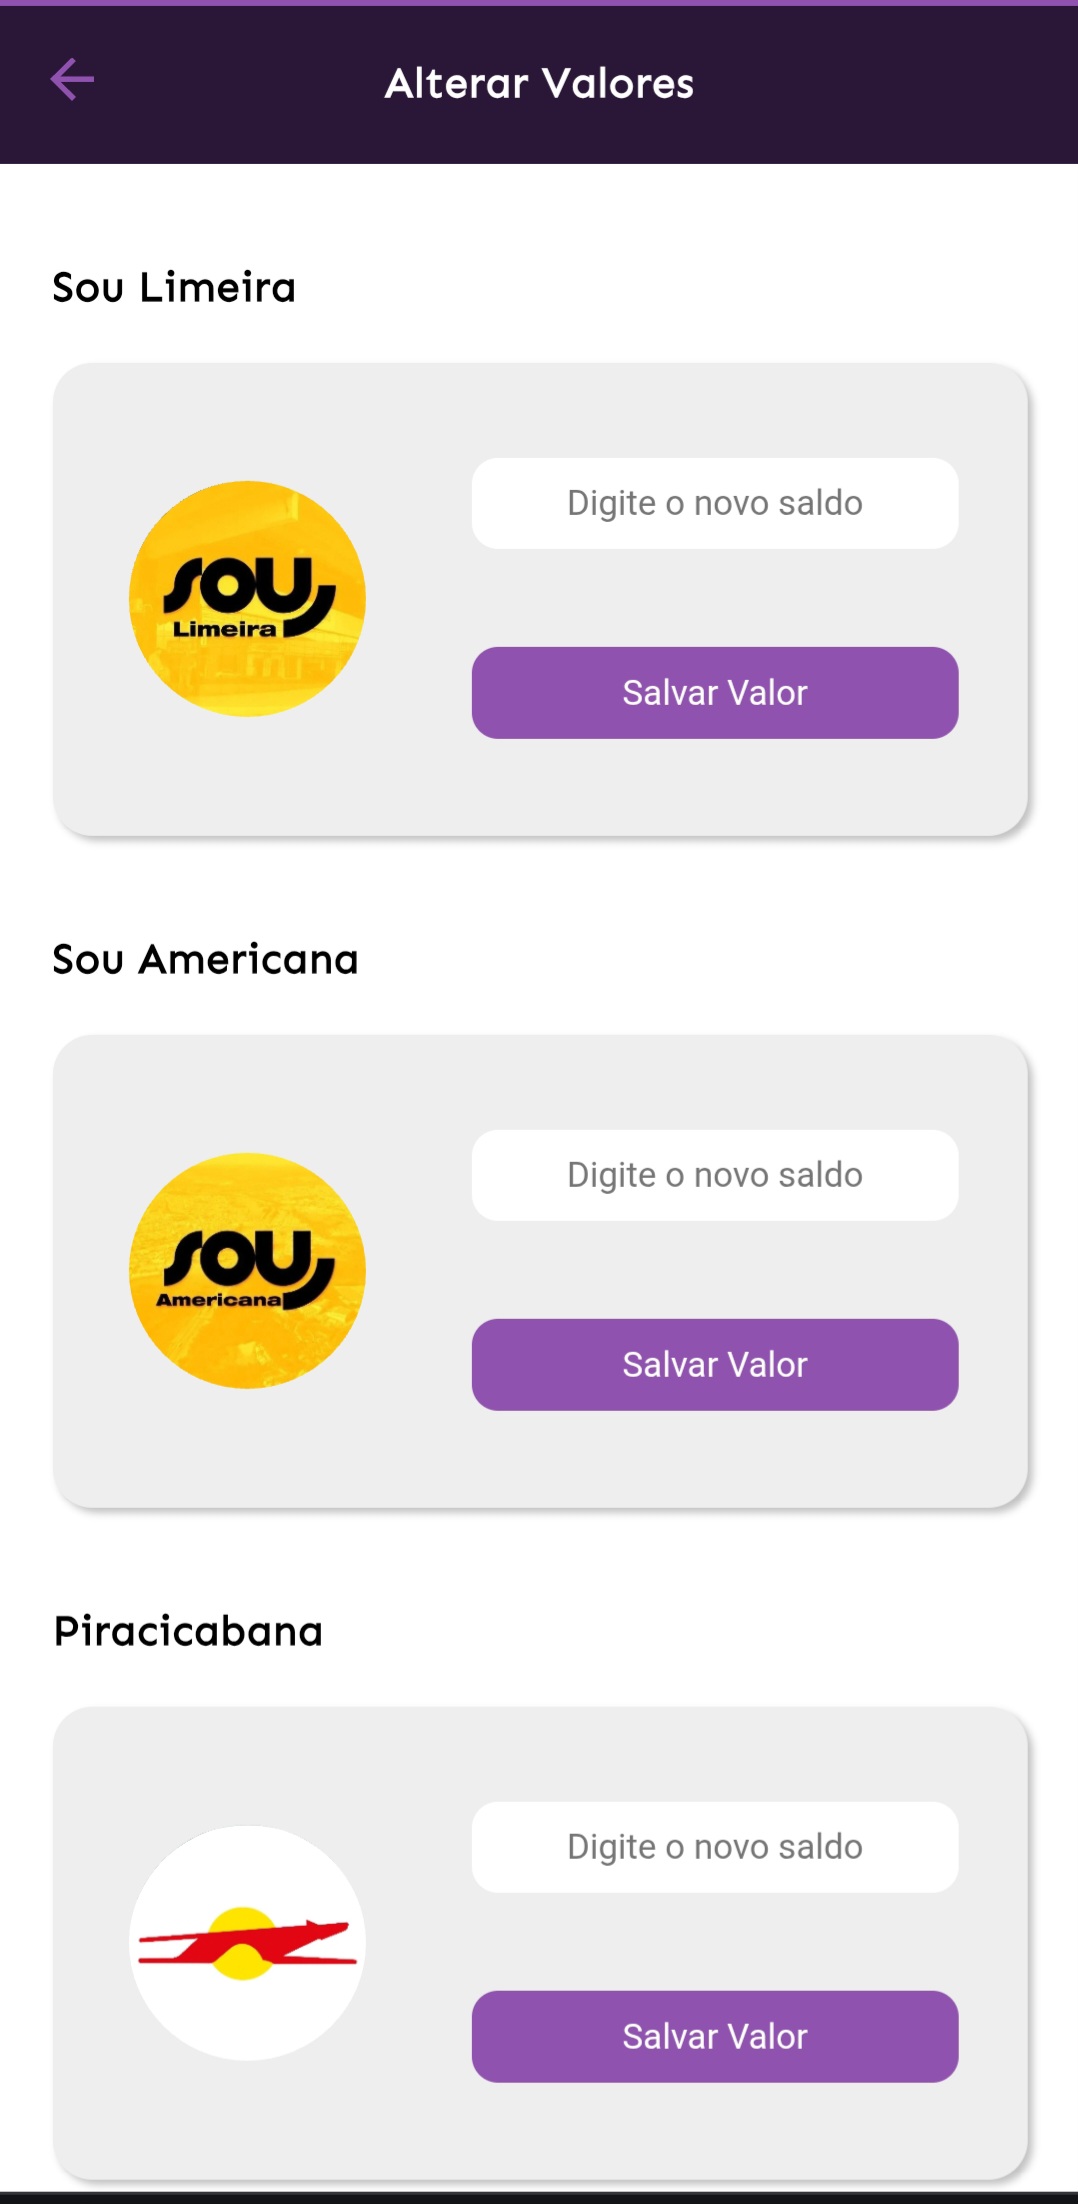 Alterar Valores
Sou Limeira
sou
Limeira
Digite o novo saldo
Salvar Valor
Sou Americana
sou
Americana
Digite o novo saldo
Salvar Valor
Piracicabana
Digite o novo saldo
Salvar Valor